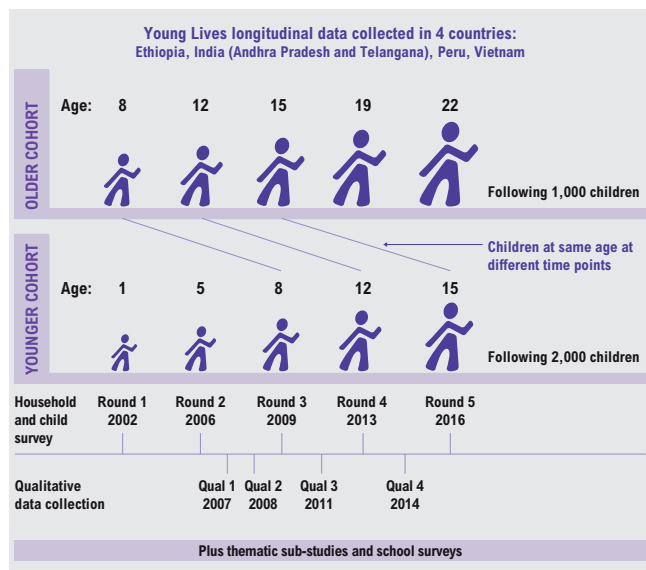 Young Lives longitudinal data collected in 4 countries:
Ethiopia, India (Andhra Pradesh and Telangana), Peru, Vietnam
OLDER COHORT
Age: 8 12 15 19 22
Following 1,000 children
Children at same age at
different time points
YOUNGER COHORT
Age: 1 5 8 12 15
Following 2,000 children
Household
and child
survey
Round 1
2002
Round 2
2006
Round 3
2009
Round 4
2013
Round 5
2016
Qualitative
data collection
Qual 1
2007
Qual 2
2008
Qual 3
2011
Qual 4
2014
Plus thematic sub-studies and school surveys